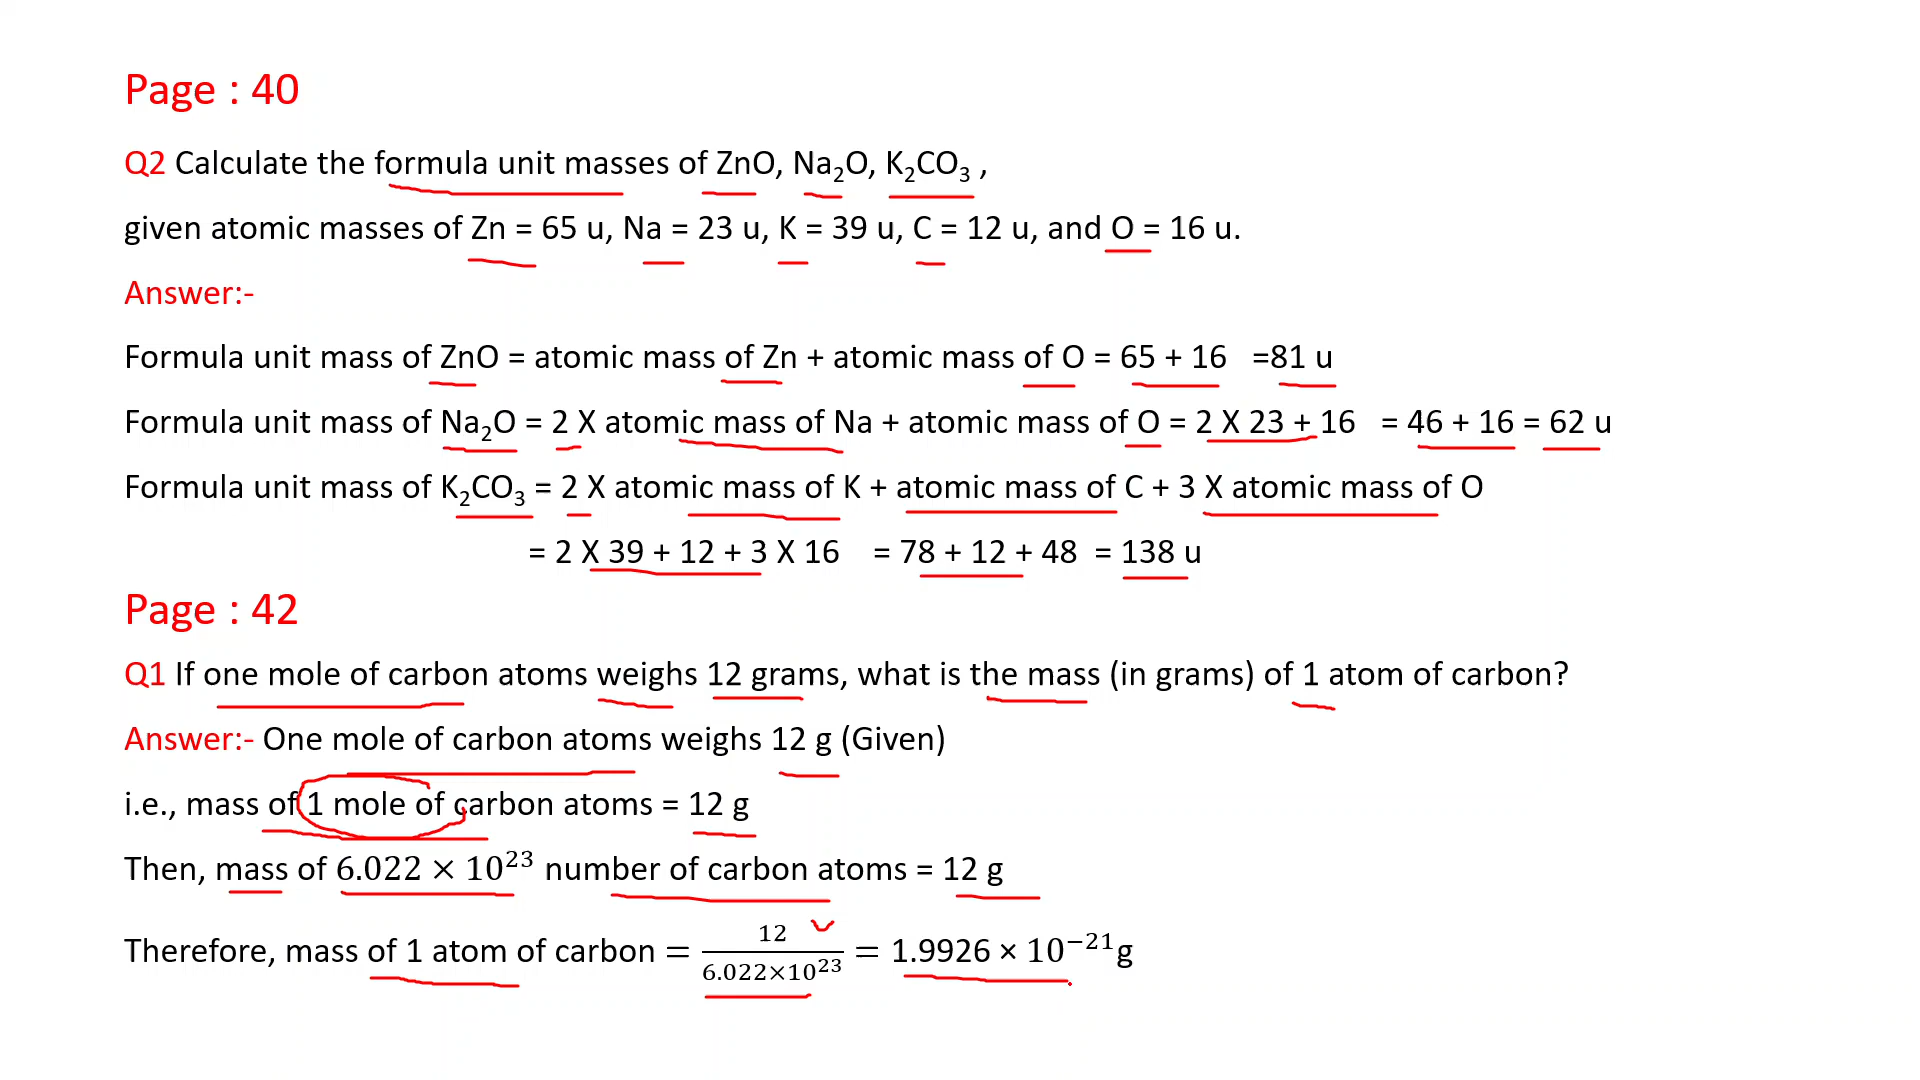 Page : 40
Q2 Calculate the formula unit masses of ZnO, Na₂O, K₂CO₃ ,
given atomic masses of Zn = 65 u, Na = 23 u, K = 39 u, C = 12 u, and O = 16 u.
Answer:-
Formula unit mass of ZnO = atomic mass of Zn + atomic mass of O = 65 + 16 =81 u
Formula unit mass of Na₂O = 2 X atomic mass of Na + atomic mass of O = 2 X 23 + 16 = 46 + 16 = 62 u
Formula unit mass of K₂CO₃ = 2 X atomic mass of K + atomic mass of C + 3 X atomic mass of O
= 2 X 39 + 12 + 3 X 16 = 78 + 12 + 48 = 138 u
Page : 42
Q1 If one mole of carbon atoms weighs 12 grams, what is the mass (in grams) of 1 atom of carbon?
Answer:- One mole of carbon atoms weighs 12 g (Given)
i.e., mass of 1 mole of carbon atoms = 12 g
Then, mass of 6.022 × 10²³ number of carbon atoms = 12 g
Therefore, mass of 1 atom of carbon = 12/6.022×10²³ = 1.9926 × 10⁻²¹g